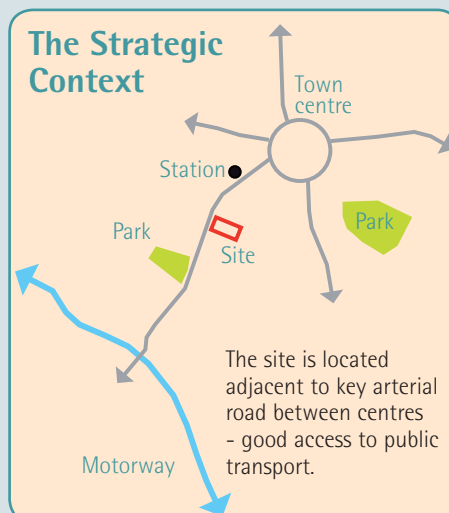 The Strategic
Context
Town
centre
Station
Park
Park
Site
The site is located
adjacent to key arterial
road between centres
- good access to public
transport.
Motorway